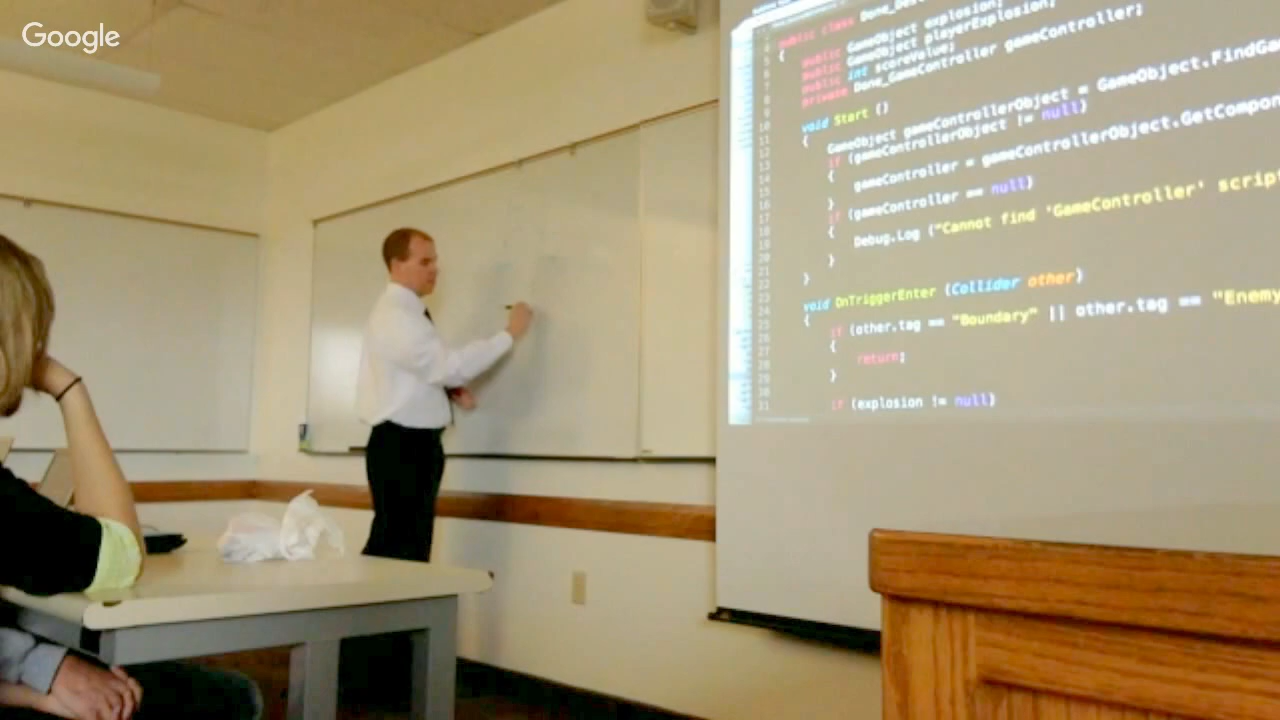 Google
public class Done_Des
{
public GameObject explosion;
public GameObject playerExplosion;
public int scoreValue;
private Done_GameController gameController;
void Start ()
{
GameObject gameControllerObject = GameObject.FindGa
if (gameControllerObject != null)
{
gameController = gameControllerObject.GetCompon
}
if (gameController == null)
{
Debug.Log ("Cannot find 'GameController' script
}
}
void OnTriggerEnter (Collider other)
{
if (other.tag == "Boundary" || other.tag == "Enemy
{
return;
}
if (explosion != null)